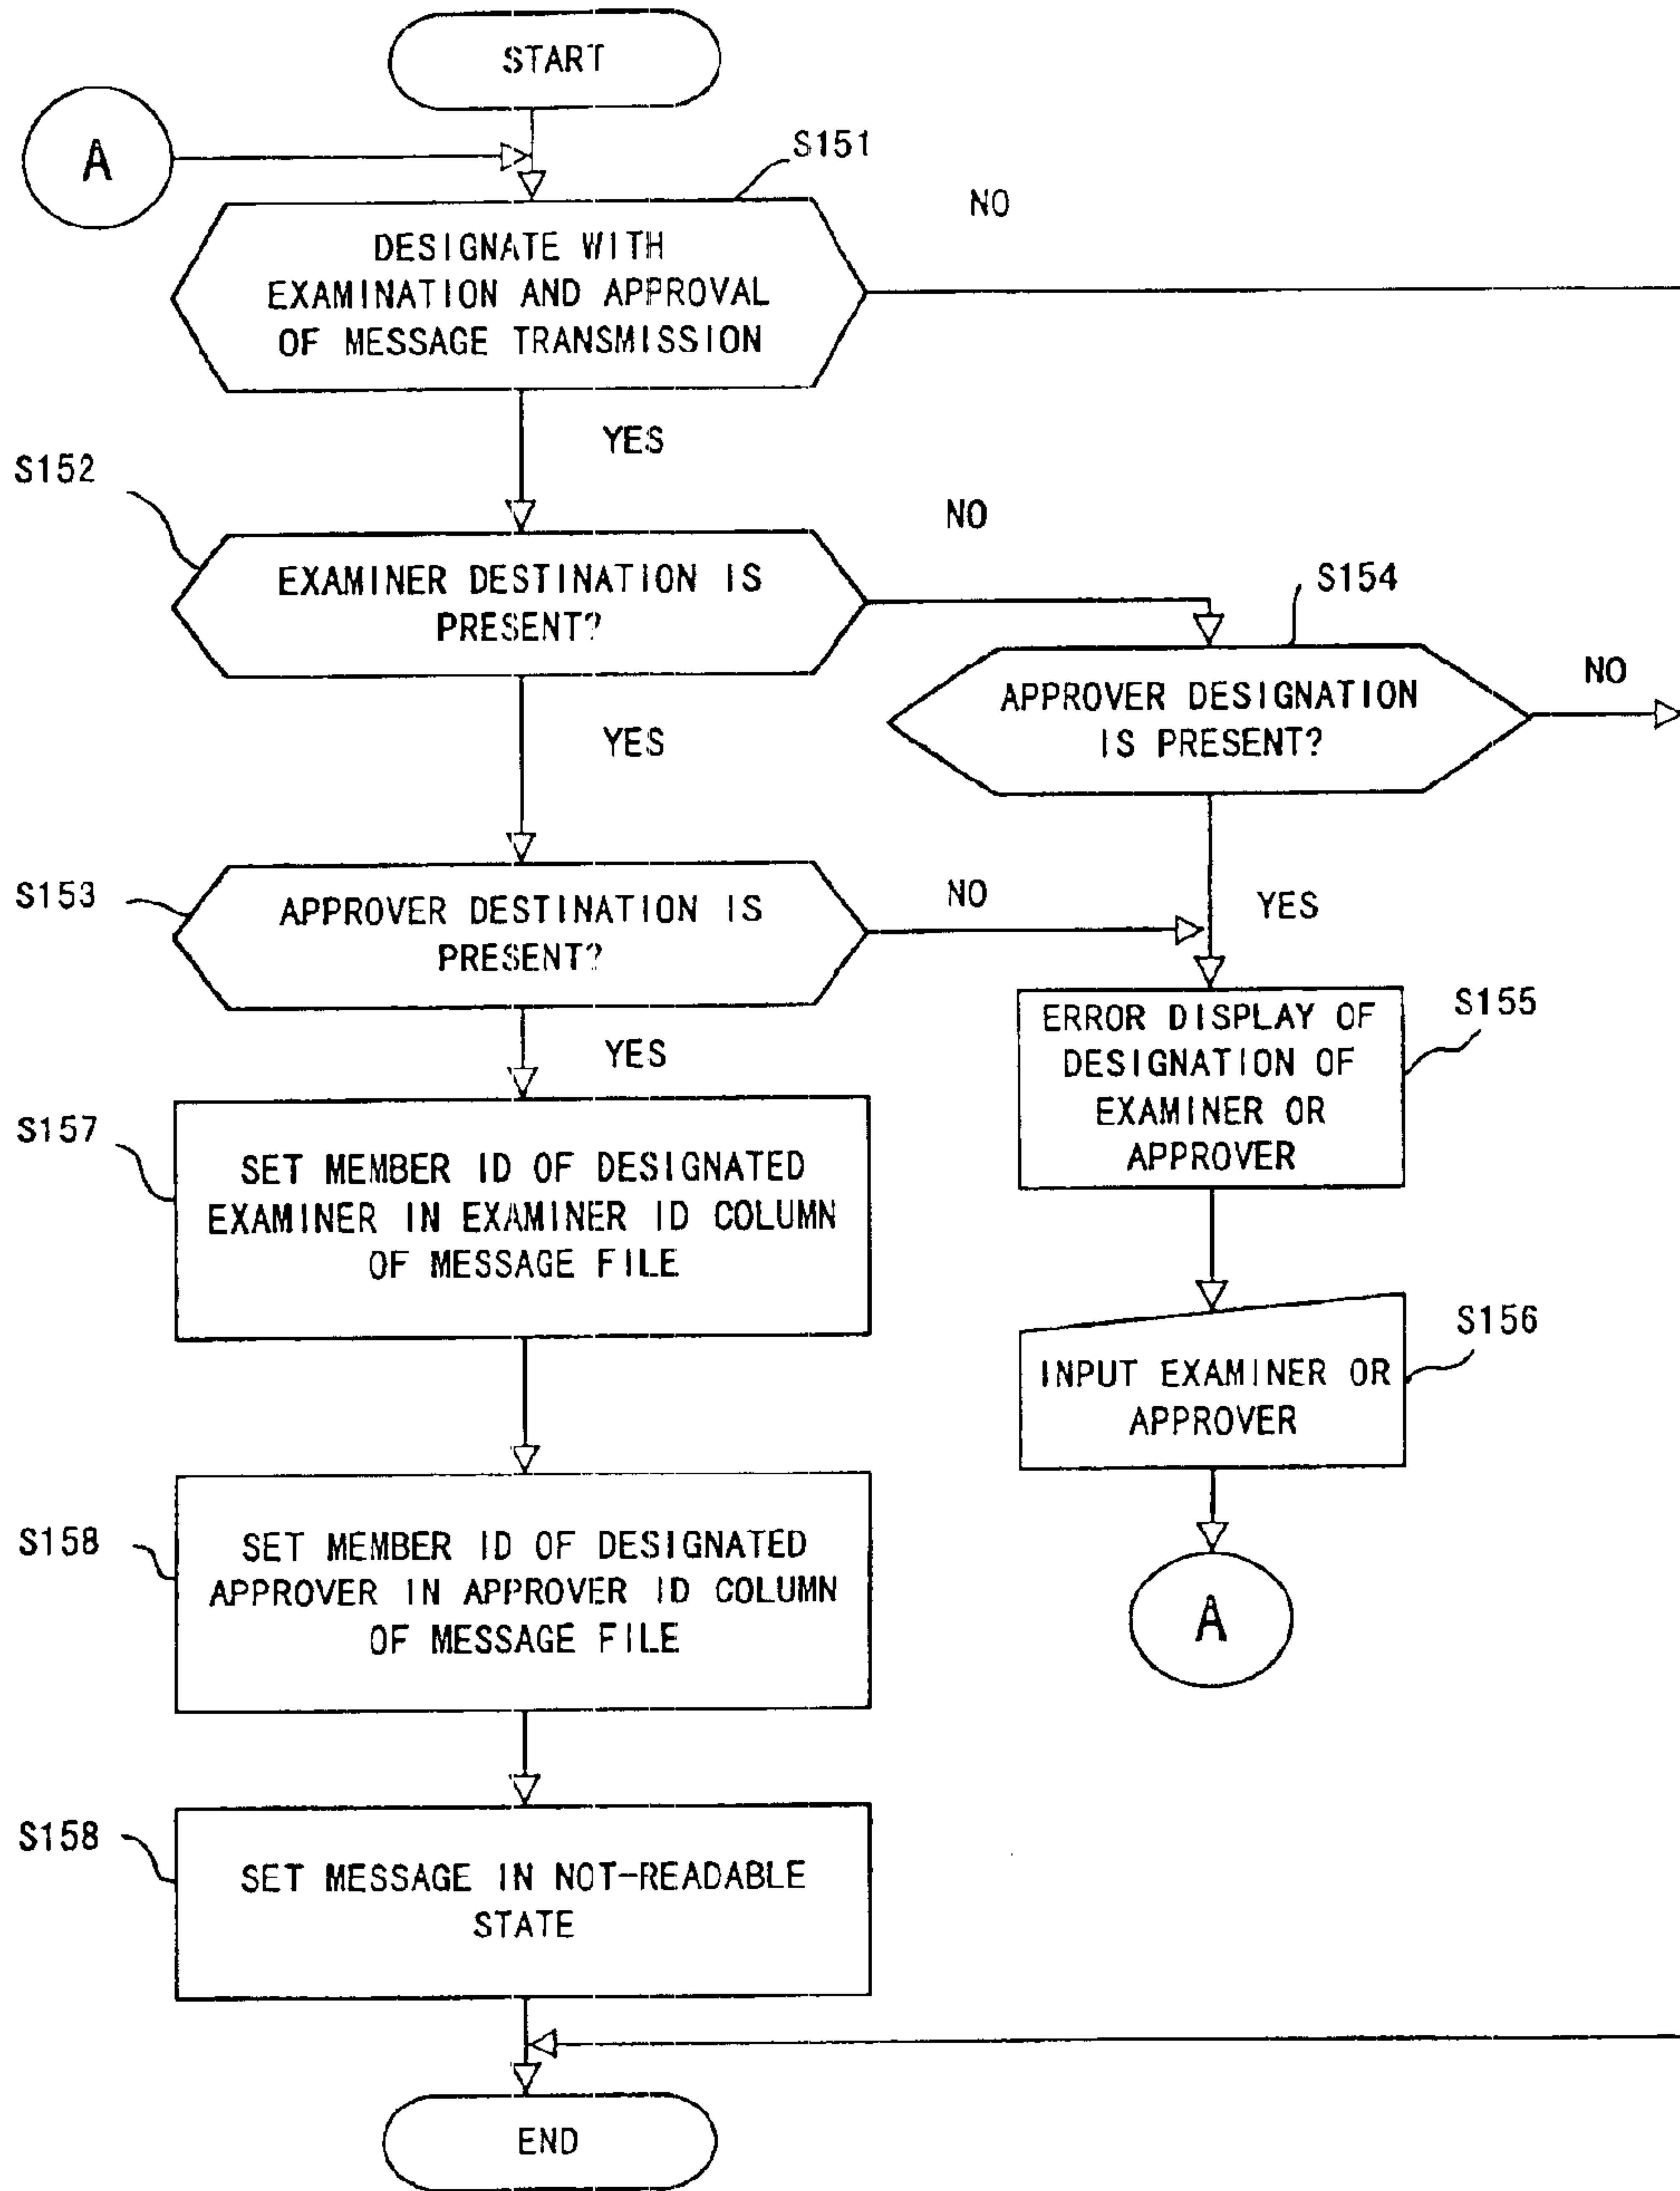 START
A
S151
NO
DESIGNATE WITH
EXAMINATION AND APPROVAL
OF MESSAGE TRANSMISSION
YES
S152
NO
EXAMINER DESTINATION IS
PRESENT?
S154
NO
APPROVER DESIGNATION
IS PRESENT?
YES
S153
NO
YES
APPROVER DESTINATION IS
PRESENT?
S155
ERROR DISPLAY OF
DESIGNATION OF
EXAMINER OR
APPROVER
YES
S157
SET MEMBER ID OF DESIGNATED
EXAMINER IN EXAMINER ID COLUMN
OF MESSAGE FILE
S156
INPUT EXAMINER OR
APPROVER
S158
SET MEMBER ID OF DESIGNATED
APPROVER IN APPROVER ID COLUMN
OF MESSAGE FILE
A
S158
SET MESSAGE IN NOT-READABLE
STATE
END